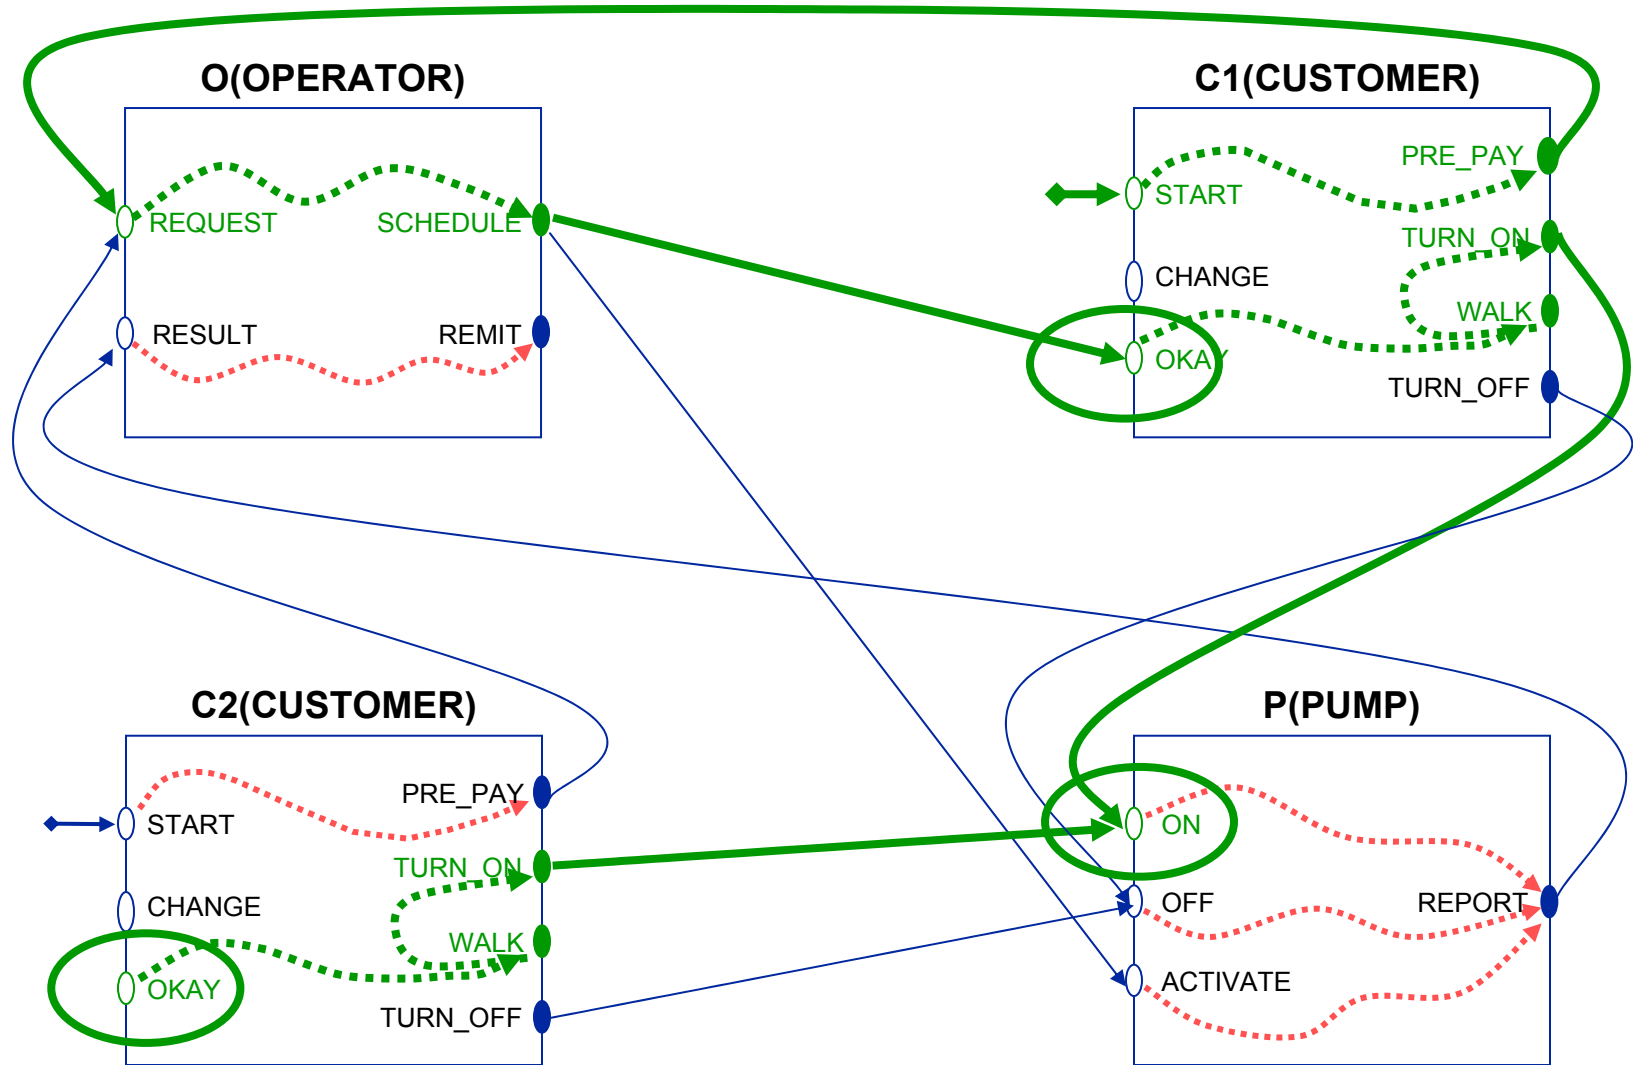 O(OPERATOR)
REQUEST
SCHEDULE
RESULT
REMIT
C1(CUSTOMER)
PRE_PAY
START
TURN_ON
CHANGE
WALK
OKAY
TURN_OFF
C2(CUSTOMER)
PRE_PAY
START
TURN_ON
CHANGE
WALK
OKAY
TURN_OFF
P(PUMP)
ON
OFF
REPORT
ACTIVATE